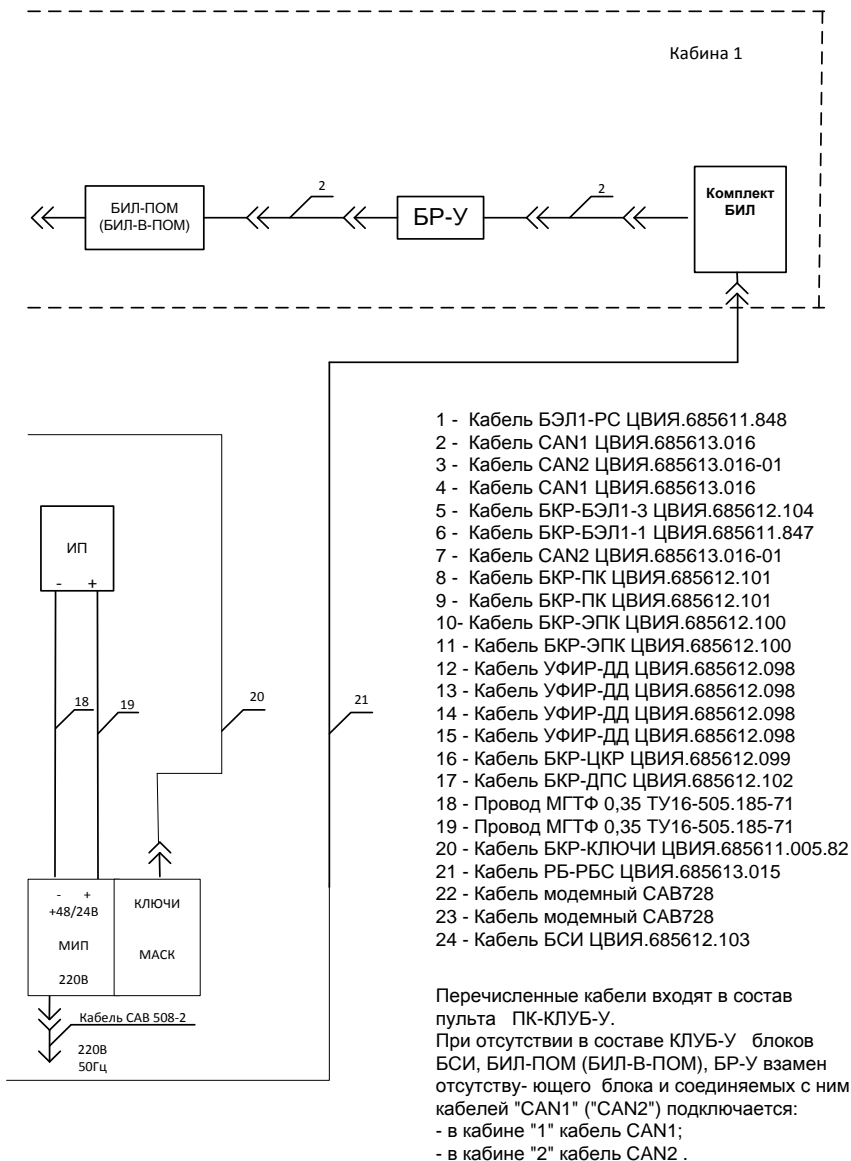 Кабина 1
БИЛ-ПОМ
(БИЛ-В-ПОМ)
2
БР-У
2
Комплект
БИЛ
1 - Кабель БЭЛ1-РС ЦВИЯ.685611.848
2 - Кабель CAN1 ЦВИЯ.685613.016
3 - Кабель CAN2 ЦВИЯ.685613.016-01
4 - Кабель CAN1 ЦВИЯ.685613.016
5 - Кабель БКР-БЭЛ1-3 ЦВИЯ.685612.104
6 - Кабель БКР-БЭЛ1-1 ЦВИЯ.685611.847
7 - Кабель CAN2 ЦВИЯ.685613.016-01
8 - Кабель БКР-ПК ЦВИЯ.685612.101
9 - Кабель БКР-ПК ЦВИЯ.685612.101
10- Кабель БКР-ЭПК ЦВИЯ.685612.100
11 - Кабель БКР-ЭПК ЦВИЯ.685612.100
12 - Кабель УФИР-ДД ЦВИЯ.685612.098
13 - Кабель УФИР-ДД ЦВИЯ.685612.098
14 - Кабель УФИР-ДД ЦВИЯ.685612.098
15 - Кабель УФИР-ДД ЦВИЯ.685612.098
16 - Кабель БКР-ЦКР ЦВИЯ.685612.099
17 - Кабель БКР-ДПС ЦВИЯ.685612.102
18 - Провод МГТФ 0,35 ТУ16-505.185-71
19 - Провод МГТФ 0,35 ТУ16-505.185-71
20 - Кабель БКР-КЛЮЧИ ЦВИЯ.685611.005.82
21 - Кабель РБ-РБС ЦВИЯ.685613.015
22 - Кабель модемный САВ728
23 - Кабель модемный САВ728
24 - Кабель БСИ ЦВИЯ.685612.103
ИП
- +
18
19
20
21
- +
+48/24В
МИП
220В
КЛЮЧИ
МАСК
Кабель САВ 508-2
220В
50Гц
Перечисленные кабели входят в состав
пульта ПК-КЛУБ-У.
При отсутствии в составе КЛУБ-У блоков
БСИ, БИЛ-ПОМ (БИЛ-В-ПОМ), БР-У взамен
отсутству- ющего блока и соединяемых с ним
кабелей "CAN1" ("CAN2") подключается:
- в кабине "1" кабель CAN1;
- в кабине "2" кабель CAN2 .